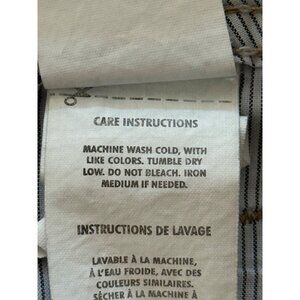 CARE INSTRUCTIONS
MACHINE WASH COLD, WITH
LIKE COLORS. TUMBLE DRY
LOW. DO NOT BLEACH. IRON
MEDIUM IF NEEDED.
INSTRUCTIONS DE LAVAGE
LAVABLE À LA MACHINE,
À L'EAU FROIDE, AVEC DES
COULEURS SIMILAIRES.
SÉCHER À LA MACHINE À